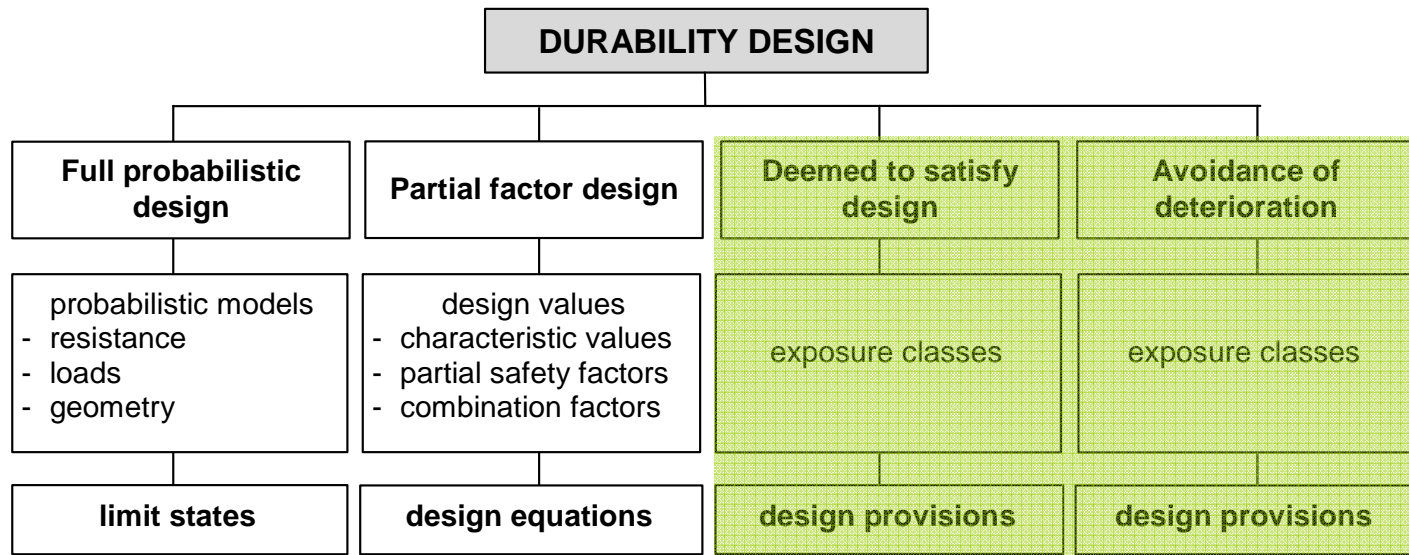 DURABILITY DESIGN
Full probabilistic
design
Partial factor design
Deemed to satisfy
design
Avoidance of
deterioration
probabilistic models
- resistance
- loads
- geometry
design values
- characteristic values
- partial safety factors
- combination factors
exposure classes
exposure classes
limit states
design equations
design provisions
design provisions